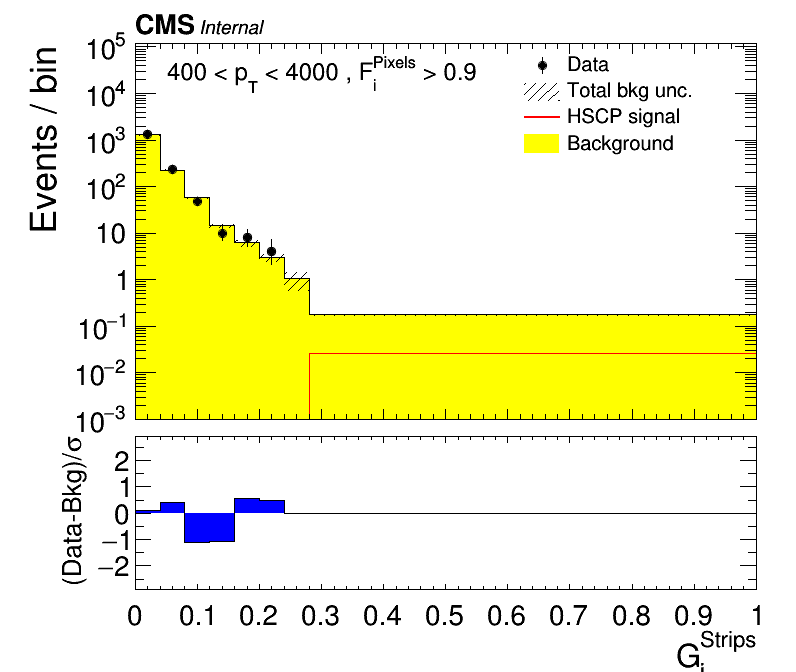 CMS Internal
400 < p_T < 4000 , F_i^Pixels > 0.9
Data
Total bkg unc.
HSCP signal
Background
Events / bin
10^5
10^4
10^3
10^2
10
1
10^−1
10^−2
10^−3
(Data-Bkg)/σ
2
1
0
−1
−2
0 0.1 0.2 0.3 0.4 0.5 0.6 0.7 0.8 0.9 1
G_i^Strips